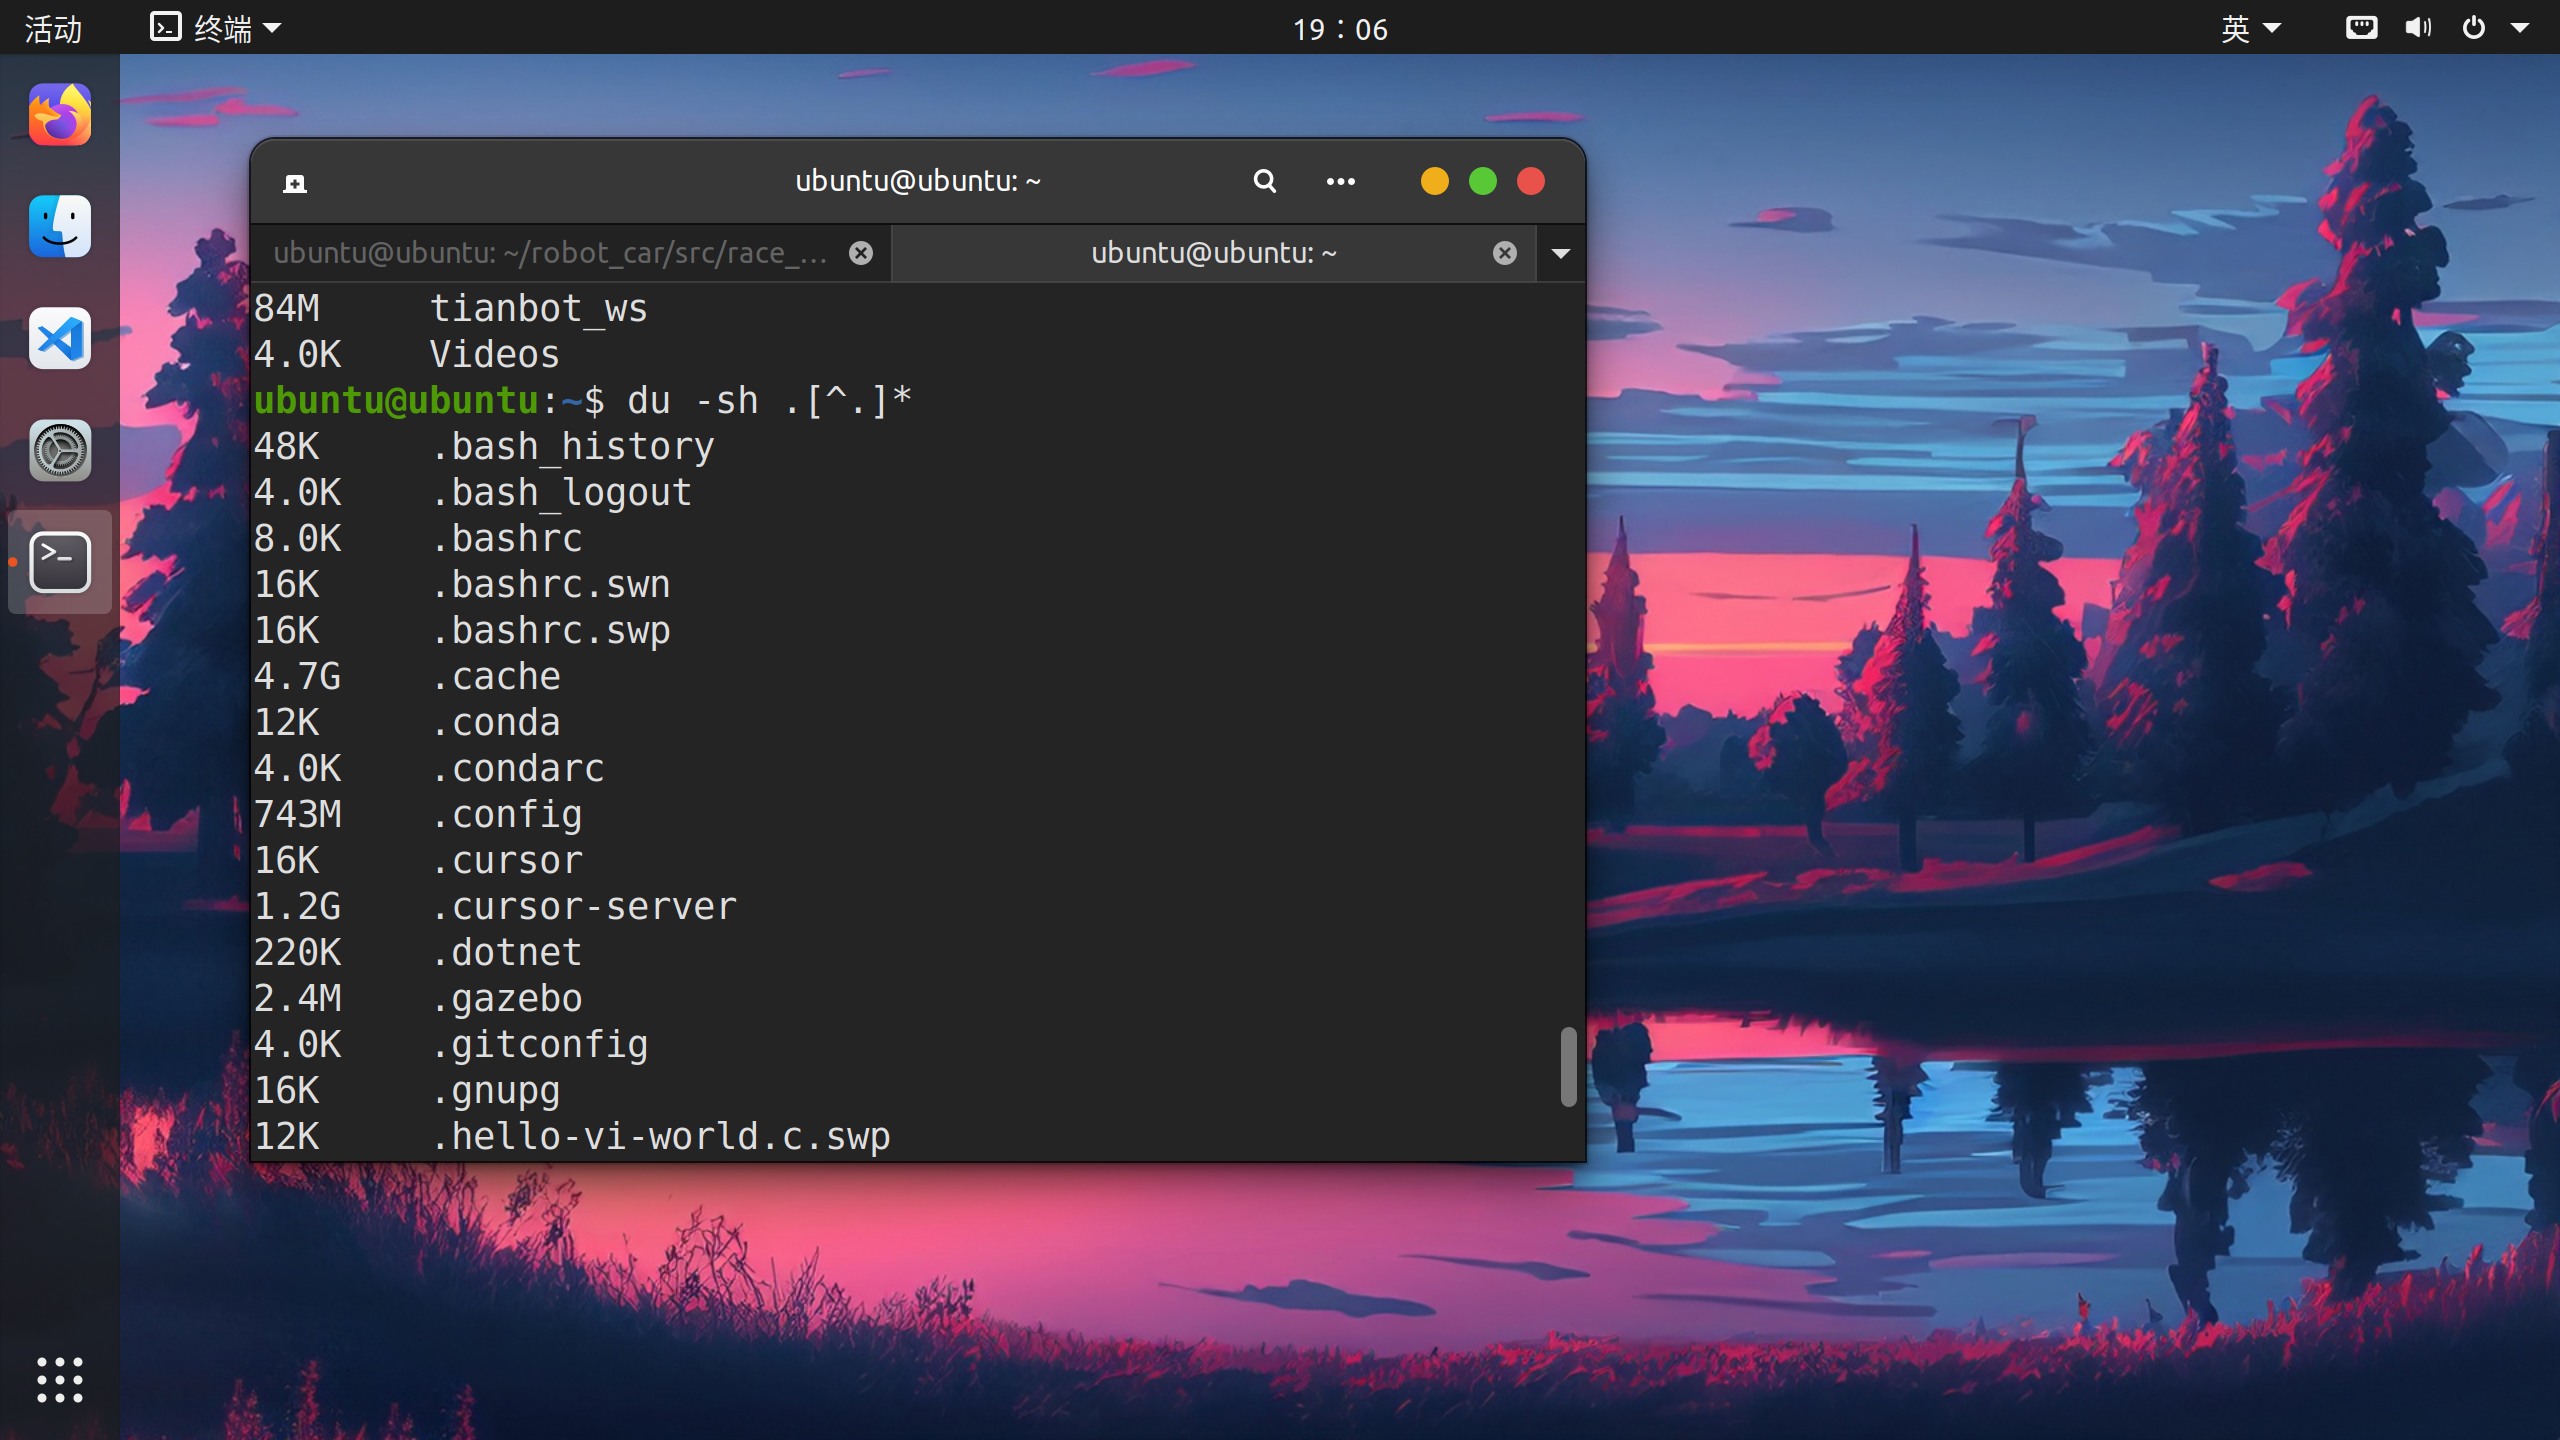 活动 终端 19：06 英
ubuntu@ubuntu: ~
ubuntu@ubuntu: ~/robot_car/src/race_… ubuntu@ubuntu: ~
84M tianbot_ws
4.0K Videos
ubuntu@ubuntu:~$ du -sh .[^.]*
48K .bash_history
4.0K .bash_logout
8.0K .bashrc
16K .bashrc.swn
16K .bashrc.swp
4.7G .cache
12K .conda
4.0K .condarc
743M .config
16K .cursor
1.2G .cursor-server
220K .dotnet
2.4M .gazebo
4.0K .gitconfig
16K .gnupg
12K .hello-vi-world.c.swp